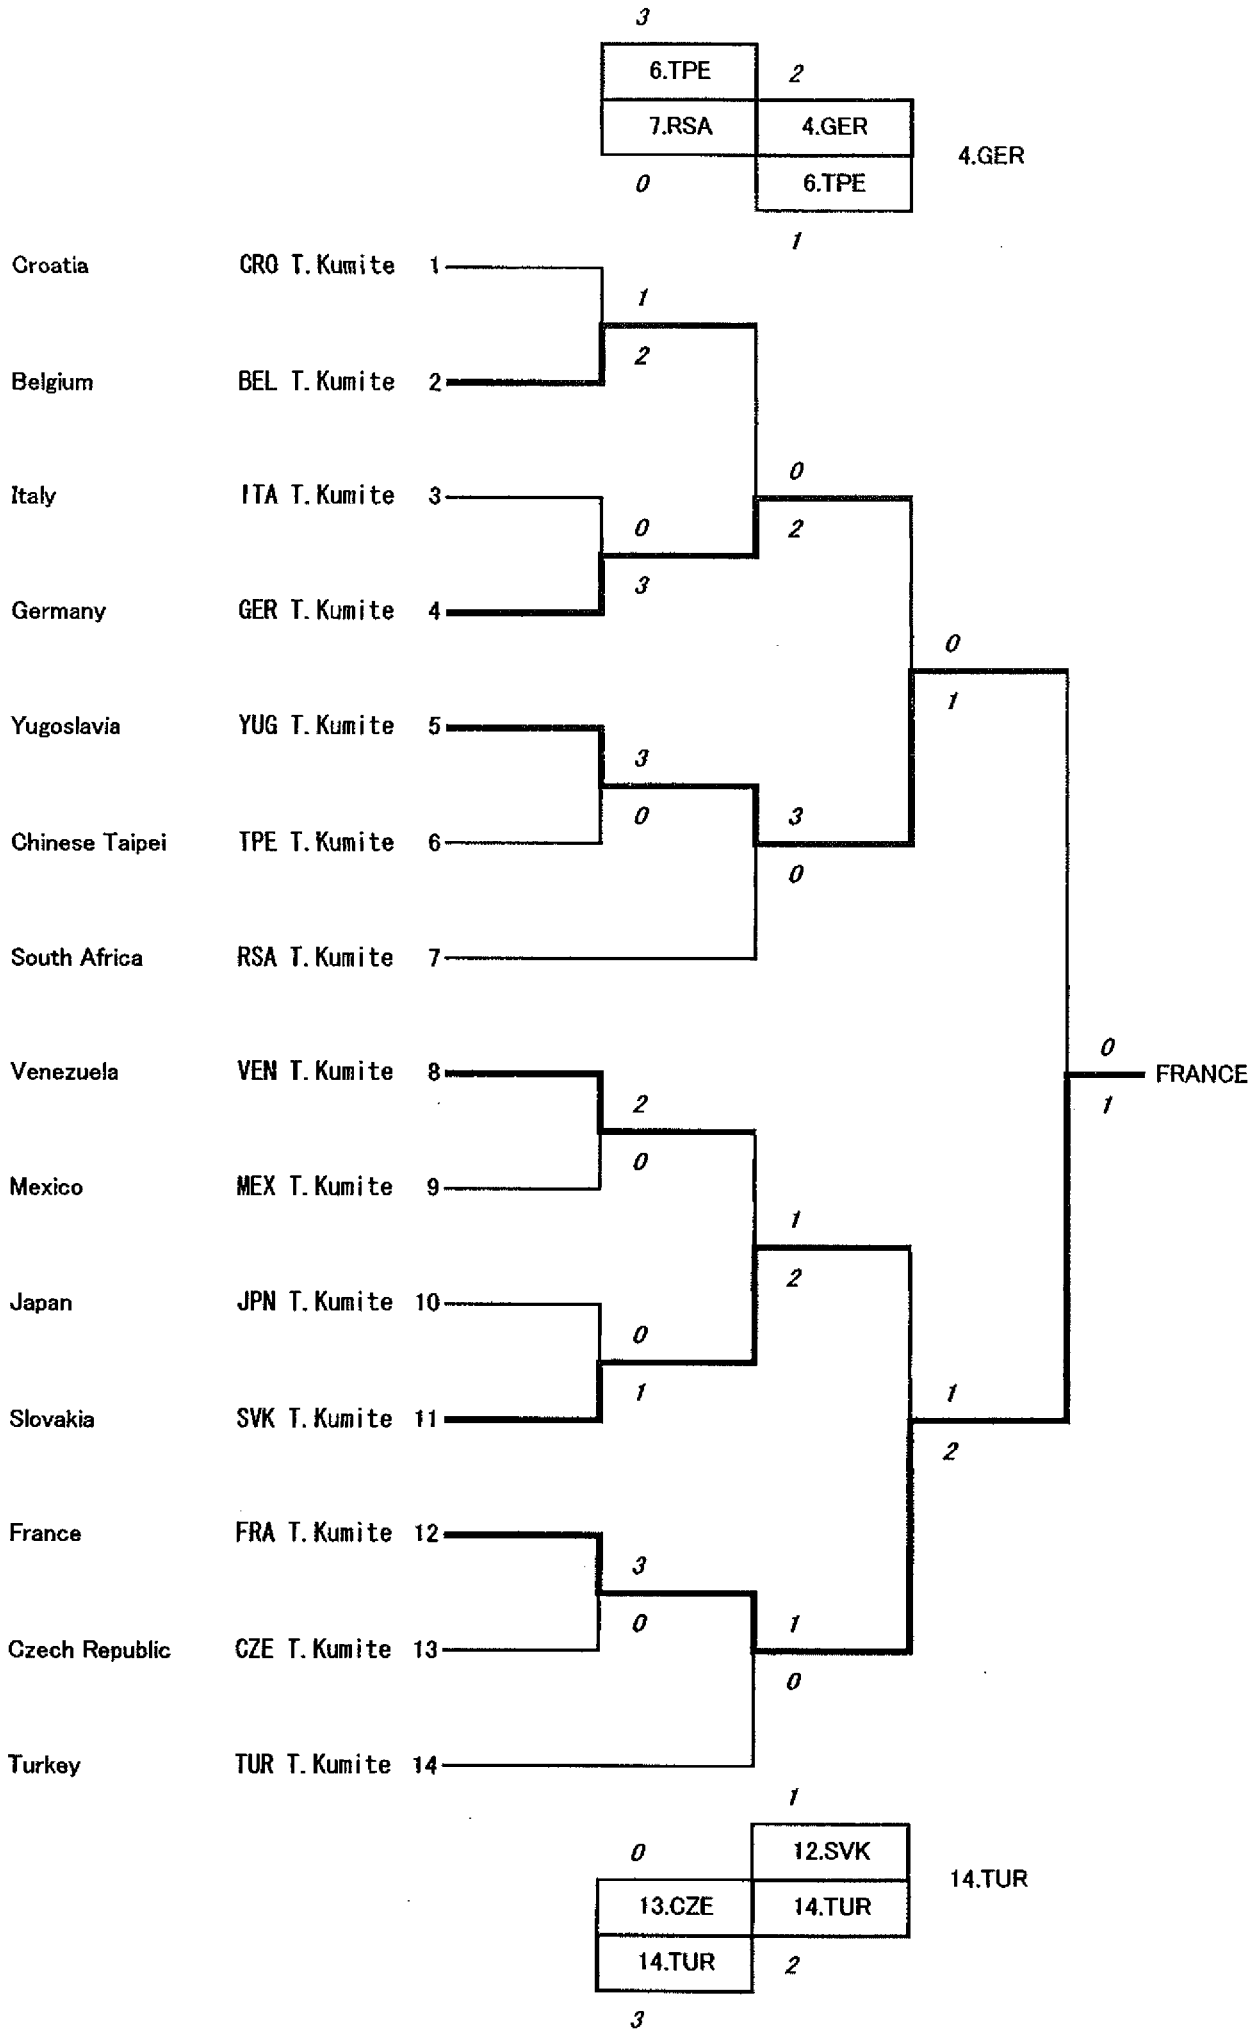 3
6.TPE
2
7.RSA
4.GER
4.GER
0
6.TPE
1
Croatia CRO T.Kumite 1
1
2
Belgium BEL T.Kumite 2
0
Italy ITA T.Kumite 3
0
2
3
Germany GER T.Kumite 4
0
1
Yugoslavia YUG T.Kumite 5
3
0
3
Chinese Taipei TPE T.Kumite 6
0
South Africa RSA T.Kumite 7
0
Venezuela VEN T.Kumite 8
FRANCE
2
1
0
Mexico MEX T.Kumite 9
1
2
Japan JPN T.Kumite 10
0
1
1
Slovakia SVK T.Kumite 11
2
France FRA T.Kumite 12
3
0
1
Czech Republic CZE T.Kumite 13
0
Turkey TUR T.Kumite 14
1
0
12.SVK
14.TUR
13.CZE
14.TUR
14.TUR
2
3